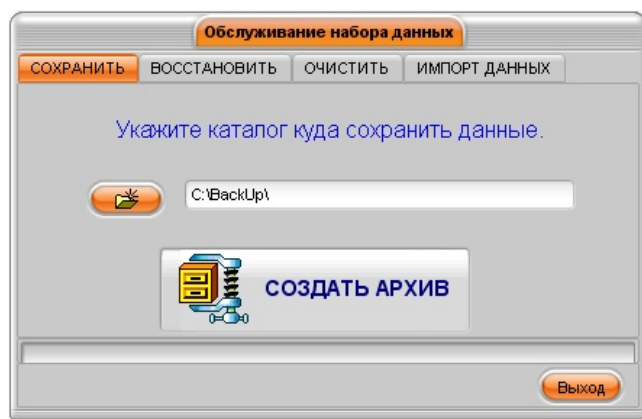 Обслуживание набора данных
СОХРАНИТЬ ВОССТАНОВИТЬ ОЧИСТИТЬ ИМПОРТ ДАННЫХ
Укажите каталог куда сохранить данные.
C:\BackUp\
СОЗДАТЬ АРХИВ
Выход